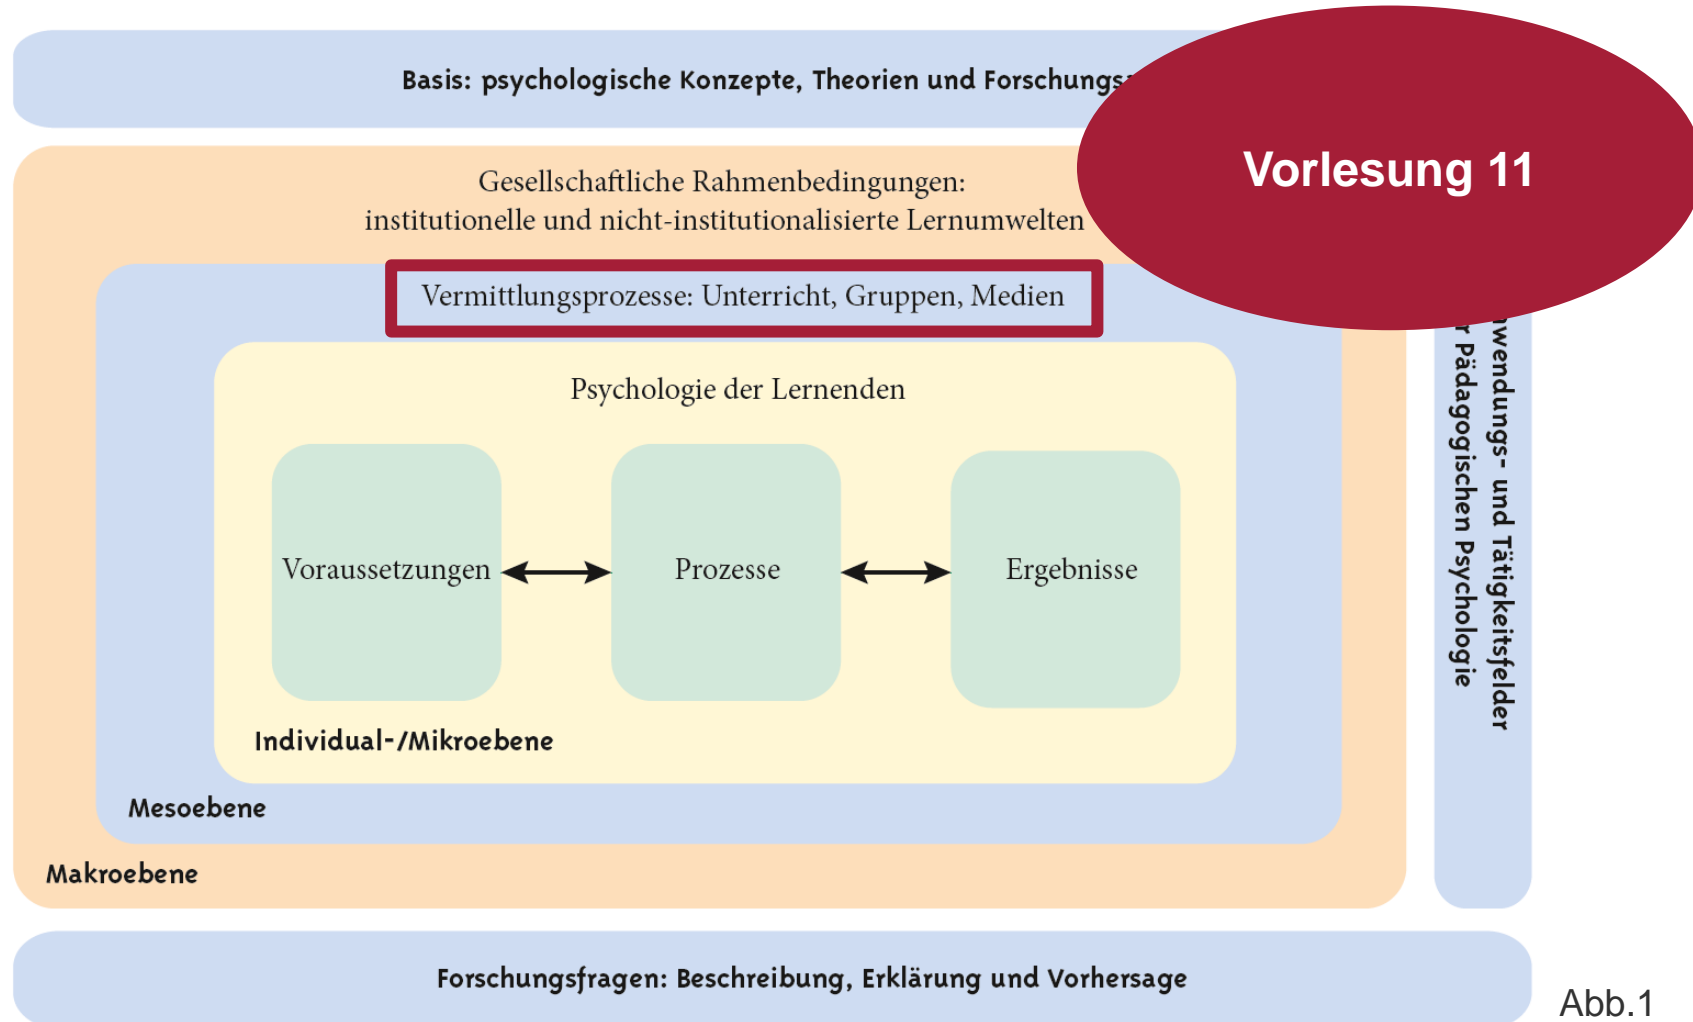 Basis: psychologische Konzepte, Theorien und
Vorlesung 11
Gesellschaftliche Rahmenbedingungen:
institutionelle und nicht-institutionalisierte Lernumwelten
Vermittlungsprozesse: Unterricht, Gruppen, Medien
Psychologie der Lernenden
Voraussetzungen
Prozesse
Ergebnisse
Individual-/Mikroebene
Mesoebene
Makroebene
und Tätigkeitsfelder
Pädagogischen Psychologie
Forschungsfragen: Beschreibung, Erklärung und Vorhersage
Abb.1